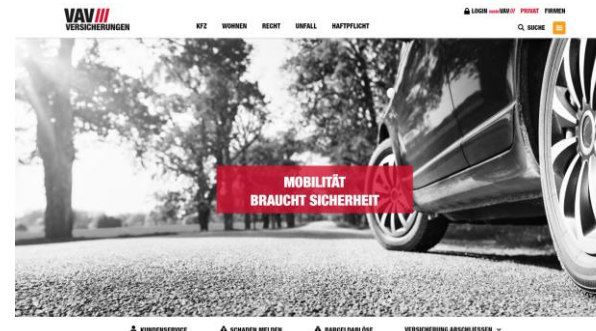 VAV///
VERSICHERUNGEN
LOGIN meineVAV/// PRIVAT FIRMEN
KFZ WOHNEN RECHT UNFALL HAFTPFLICHT
SUCHE
MOBILITÄT
BRAUCHT SICHERHEIT
KUNDENSERVICE SCHADEN MELDEN BARGELDABLÖSE VERSICHERUNG ABSCHLIESSEN